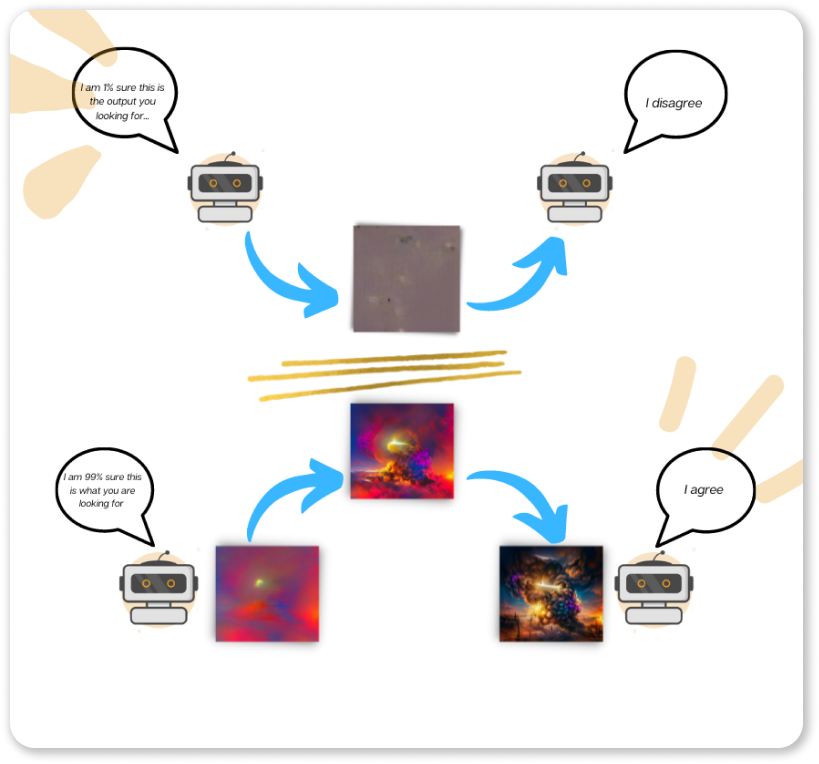 I am 1% sure this is
the output you
looking for...
I disagree
I am 99% sure this
is what you are
looking for
I agree